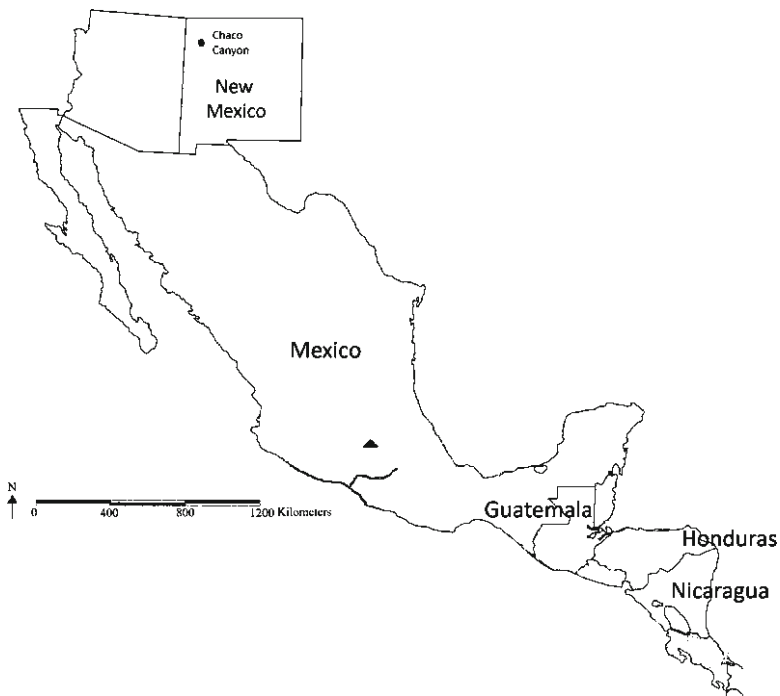 Chaco
Canyon
New
Mexico
Mexico
N
0 400 800 1200 Kilometers
Guatemala
Honduras
Nicaragua